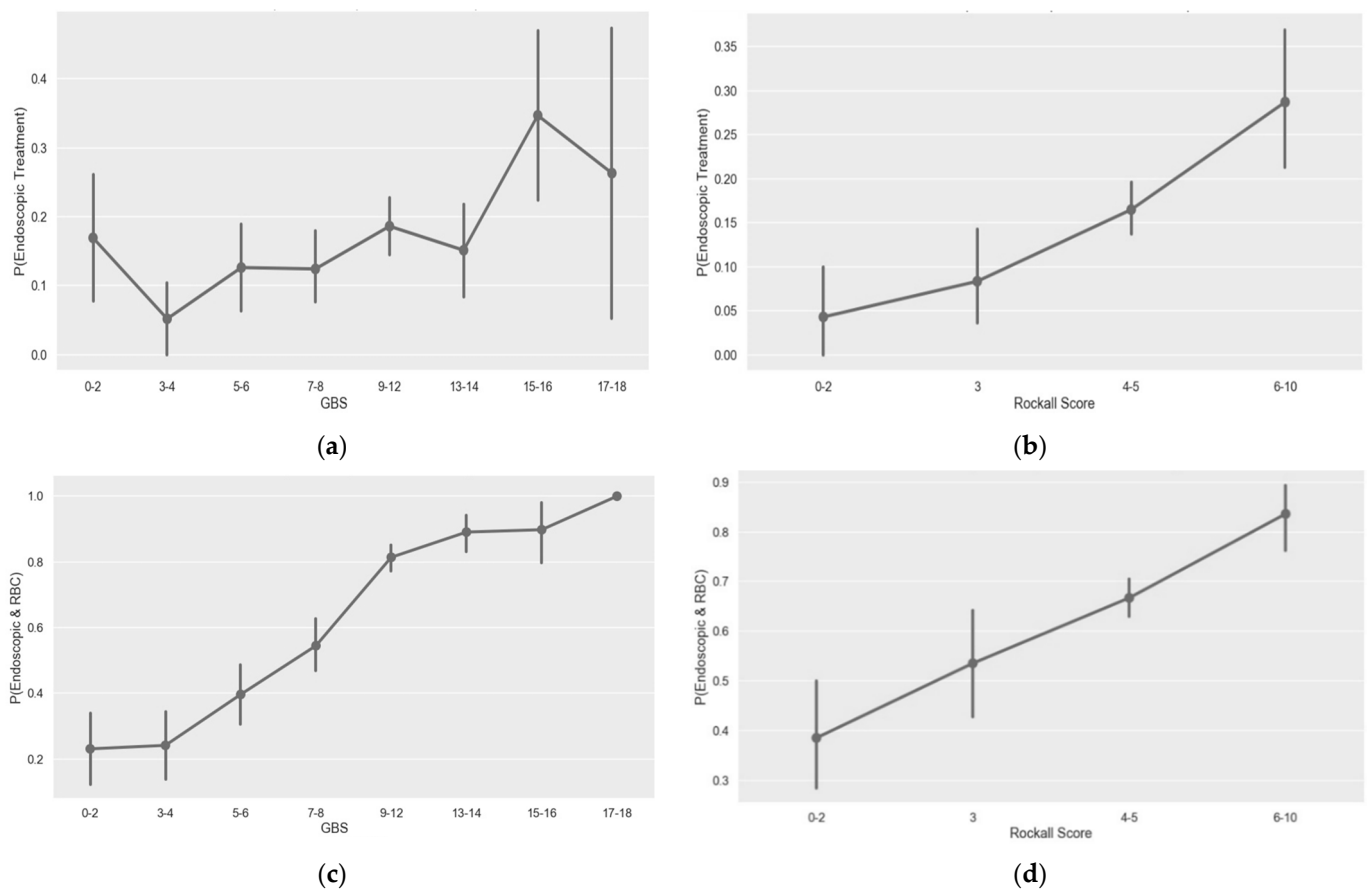 P(Endoscopic Treatment)
0.4
0.3
0.2
0.1
0.0
0-2 3-4 5-6 7-8 9-12 13-14 15-16 17-18
GBS
(a)
P(Endoscopic Treatment)
0.35
0.30
0.25
0.20
0.15
0.10
0.05
0.00
0-2 3 4-5 6-10
Rockall Score
(b)
P(Endoscopic & RBC)
1.0
0.8
0.6
0.4
0.2
0-2 3-4 5-6 7-8 9-12 13-14 15-16 17-18
GBS
(c)
P(Endoscopic & RBC)
0.9
0.8
0.7
0.6
0.5
0.4
0.3
0-2 3 4-5 6-10
Rockall Score
(d)